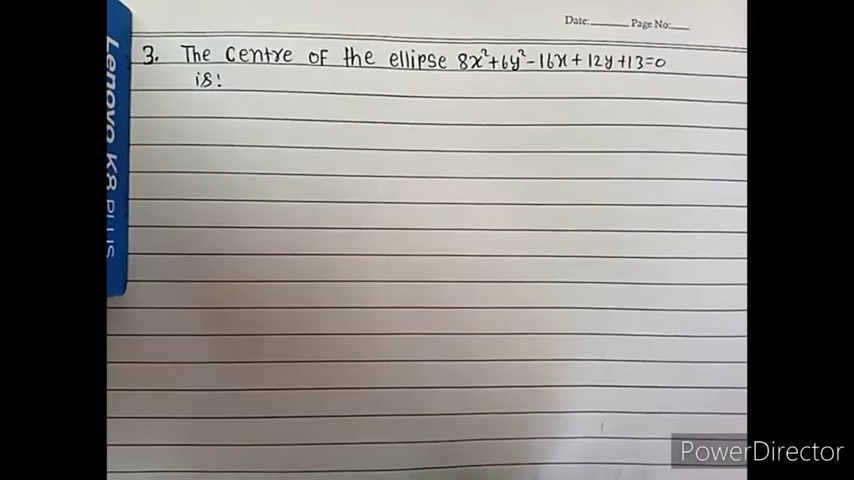 Date:______ Page No:___
3. The Centre OF the ellipse 8x²+6y²-16x+12y+13=0
is:
Lenovo K8 PLUS
PowerDirector